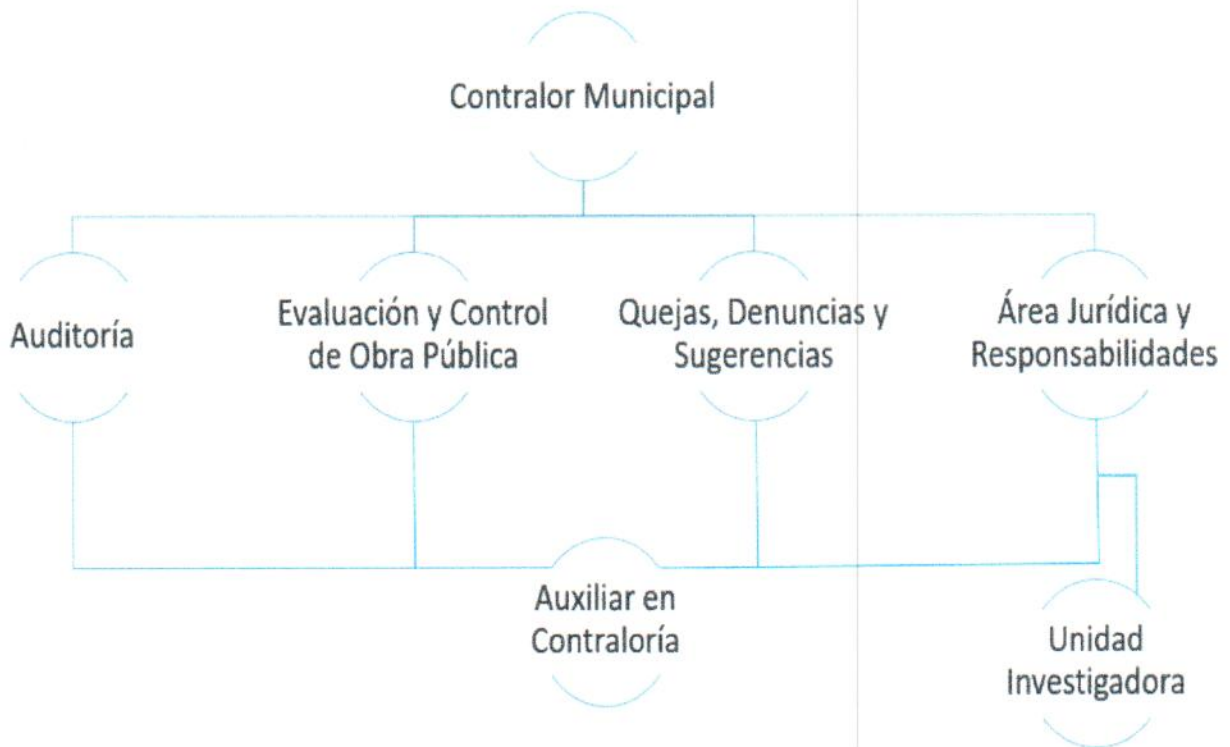 Contralor Municipal
Auditoría
Evaluación y Control
de Obra Pública
Quejas, Denuncias y
Sugerencias
Área Jurídica y
Responsabilidades
Auxiliar en
Contraloría
Unidad
Investigadora